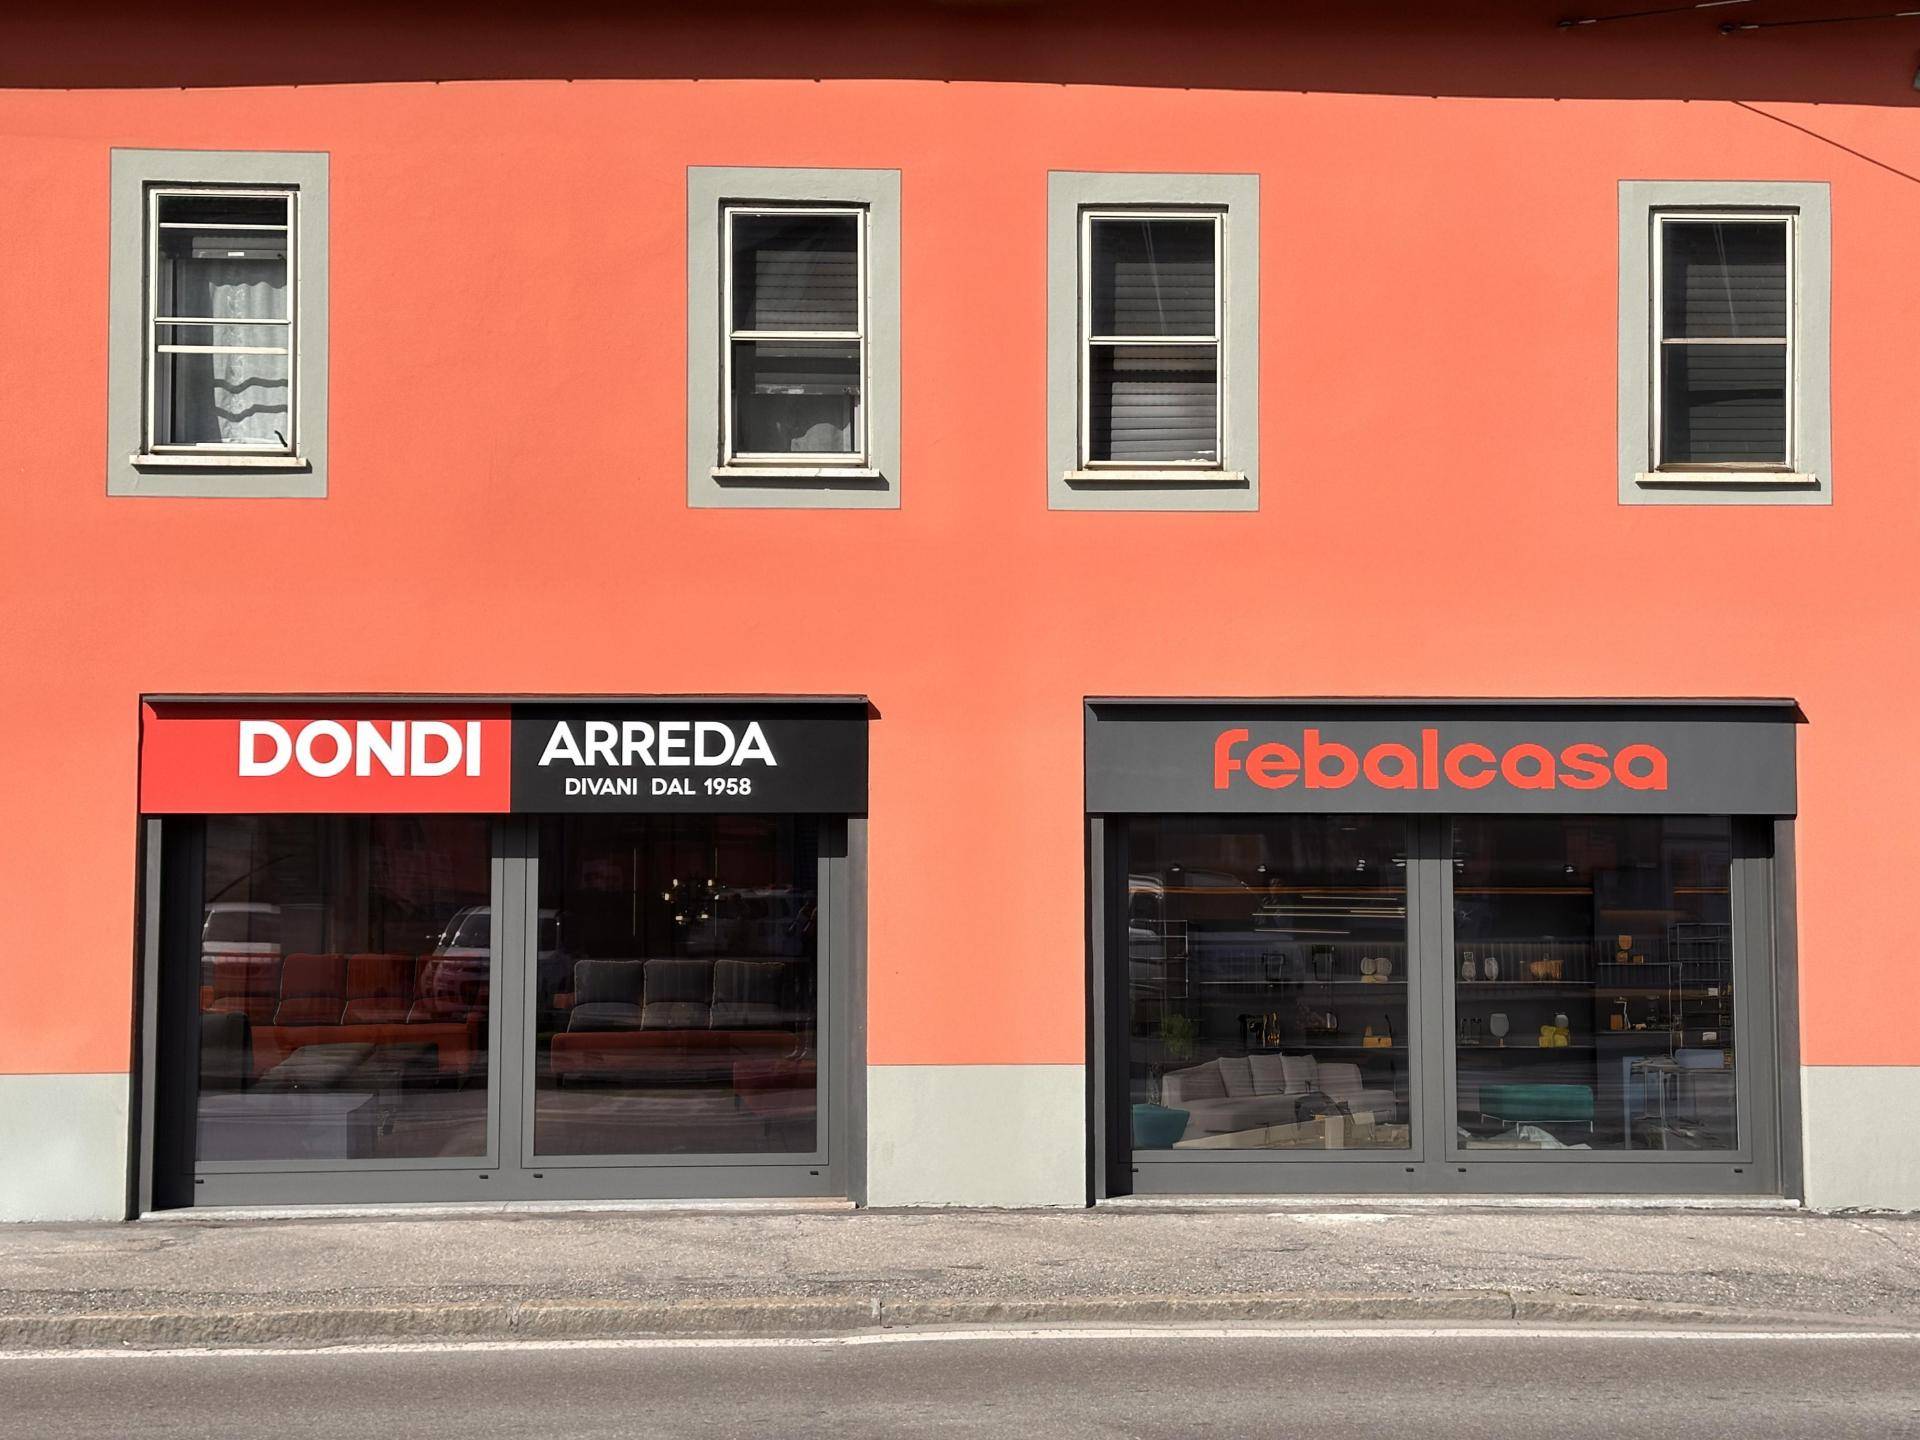 DONDI ARREDA
DIVANI DAL 1958
febalcasa